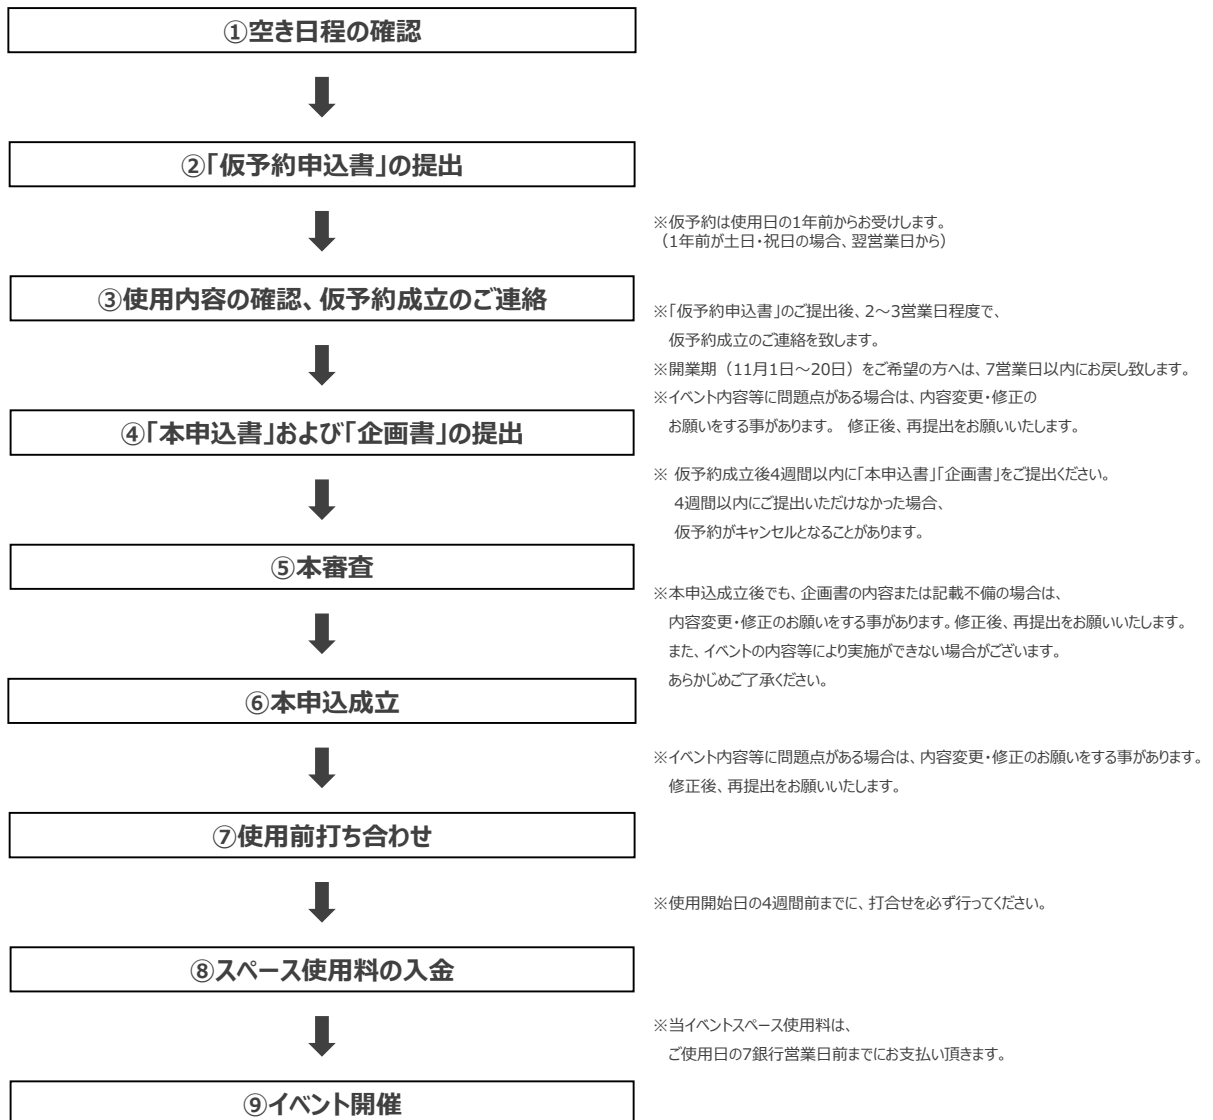 ①空き日程の確認
②「仮予約申込書」の提出
※仮予約は使用日の1年前からお受けします。
（1年前が土日・祝日の場合、翌営業日から）
③使用内容の確認、仮予約成立のご連絡
※「仮予約申込書」のご提出後、2～3営業日程度で、
仮予約成立のご連絡を致します。
※開業期（11月1日～20日）をご希望の方へは、7営業日以内にお戻し致します。
※イベント内容等に問題点がある場合は、内容変更・修正の
お願いをする事があります。 修正後、再提出をお願いいたします。
④「本申込書」および「企画書」の提出
※ 仮予約成立後4週間以内に「本申込書」「企画書」をご提出ください。
4週間以内にご提出いただけなかった場合、
仮予約がキャンセルとなることがあります。
⑤本審査
※本申込成立後でも、企画書の内容または記載不備の場合は、
内容変更・修正のお願いをする事があります。修正後、再提出をお願いいたします。
また、イベントの内容等により実施ができない場合がございます。
あらかじめご了承ください。
⑥本申込成立
※イベント内容等に問題点がある場合は、内容変更・修正のお願いをする事があります。
修正後、再提出をお願いいたします。
⑦使用前打ち合わせ
※使用開始日の4週間前までに、打合せを必ず行ってください。
⑧スペース使用料の入金
※当イベントスペース使用料は、
ご使用日の7銀行営業日前までにお支払い頂きます。
⑨イベント開催